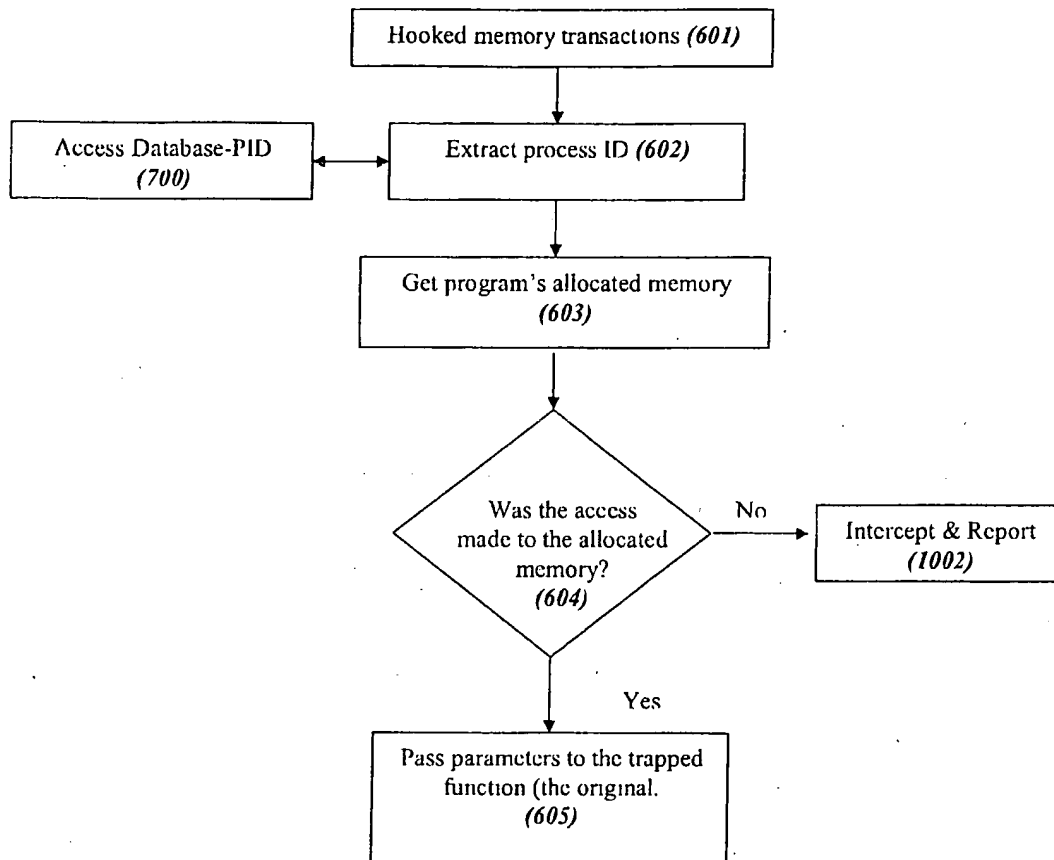 Hooked memory transactions (601)
Access Database-PID
(700)
Extract process ID (602)
Get program's allocated memory
(603)
Was the access
made to the allocated
memory?
(604)
No
Intercept & Report
(1002)
Yes
Pass parameters to the trapped
function (the original.
(605)